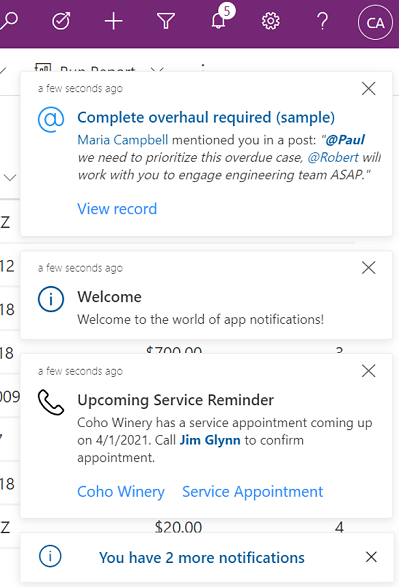 5
?
CA
Run Report
a few seconds ago
Complete overhaul required (sample)
Maria Campbell mentioned you in a post: "@Paul
we need to prioritize this overdue case, @Robert will
work with you to engage engineering team ASAP."
View record
Z
12
a few seconds ago
Welcome
18
Welcome to the world of app notifications!
18
$700.00
3
a few seconds ago
009
Upcoming Service Reminder
Coho Winery has a service appointment coming up
on 4/1/2021. Call Jim Glynn to confirm
appointment.
18
Coho Winery Service Appointment
Z
$20.00
4
You have 2 more notifications